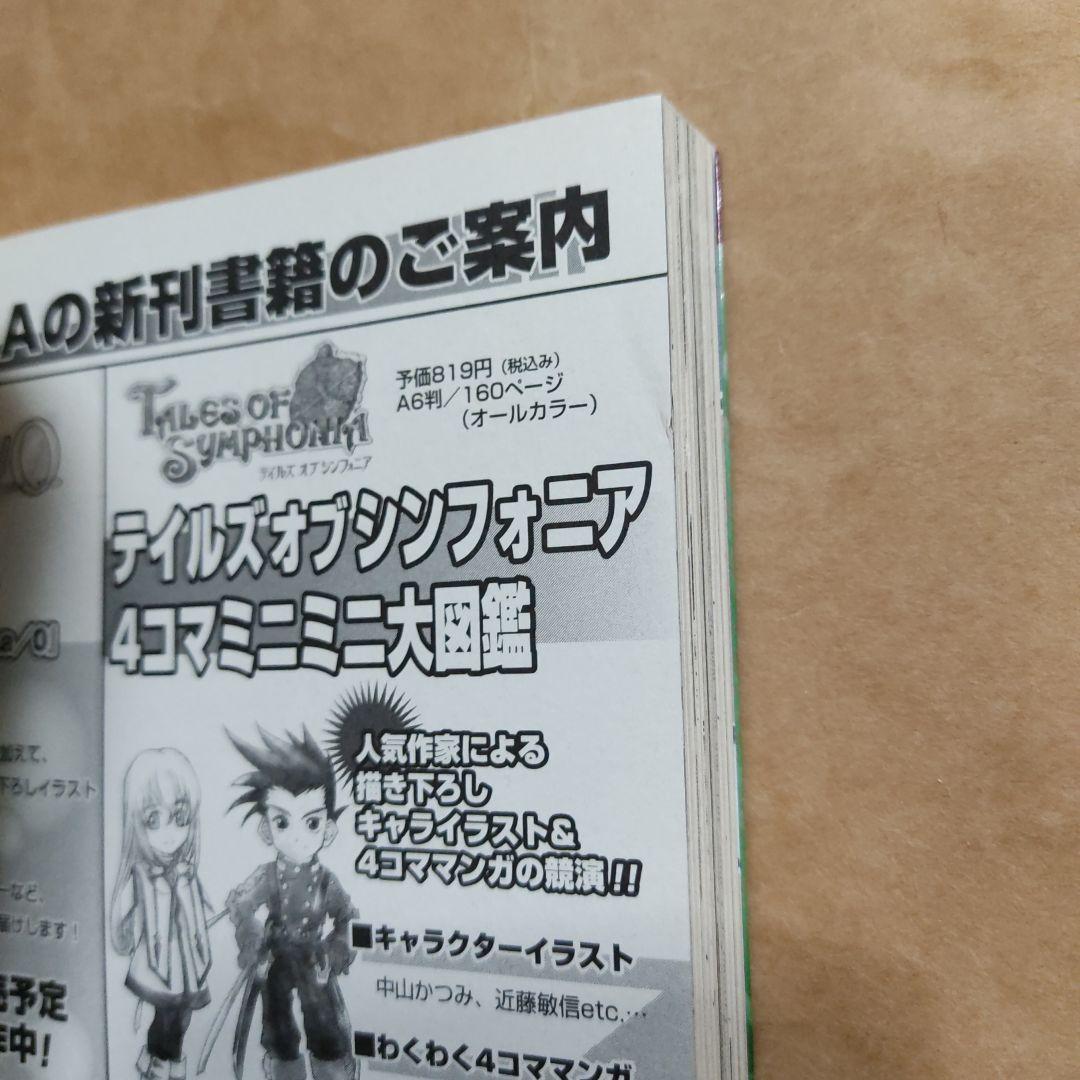 Aの新刊書籍のご案内
TALES OF
SYMPHONIA
テイルズ オブ シンフォニア
予価819円（税込み）
A6判／160ページ
（オールカラー）
テイルズオブシンフォニア
4コマミニミニ大図鑑
人気作家による
描き下ろし
キャライラスト＆
4コママンガの競演!!
■キャラクターイラスト
中山かつみ、近藤敏信etc.…
■わくわく4コママンガ
加えて、
下ろしイラスト
ーなど、
届けします！
予定
中！